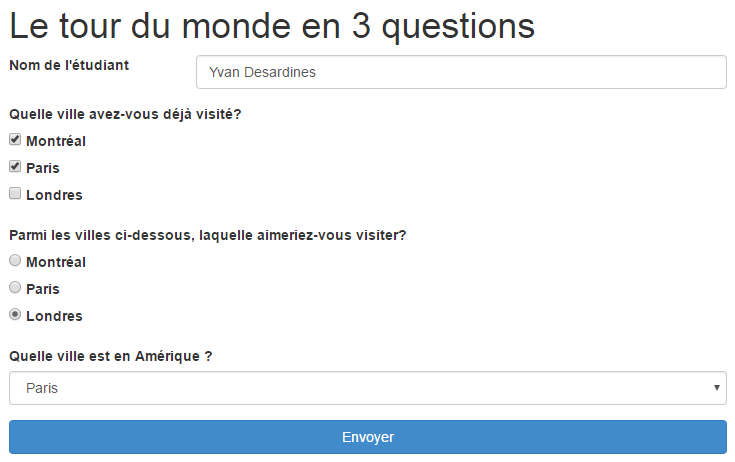 Le tour du monde en 3 questions
Nom de l'étudiant
Yvan Desardines
Quelle ville avez-vous déjà visité?
Montréal
Paris
Londres
Parmi les villes ci-dessous, laquelle aimeriez-vous visiter?
Montréal
Paris
Londres
Quelle ville est en Amérique ?
Paris
Envoyer